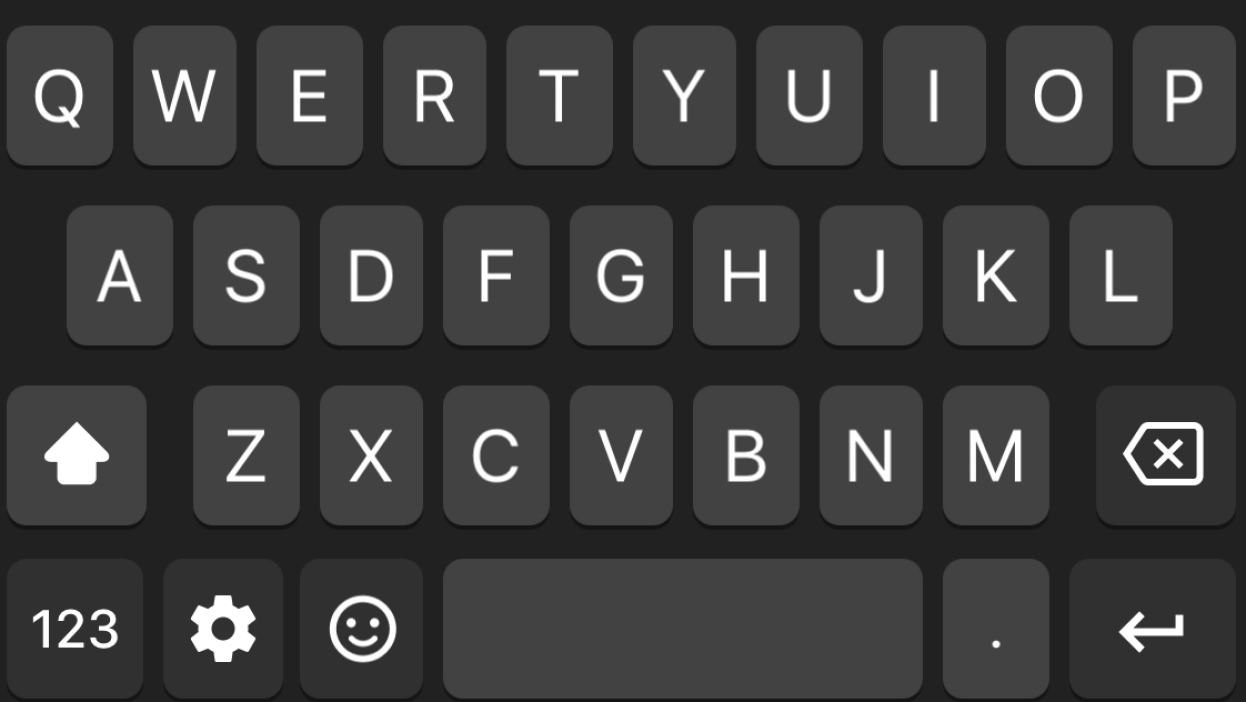 Q W E R T Y U I O P
A S D F G H J K L
Z X C V B N M
123 .